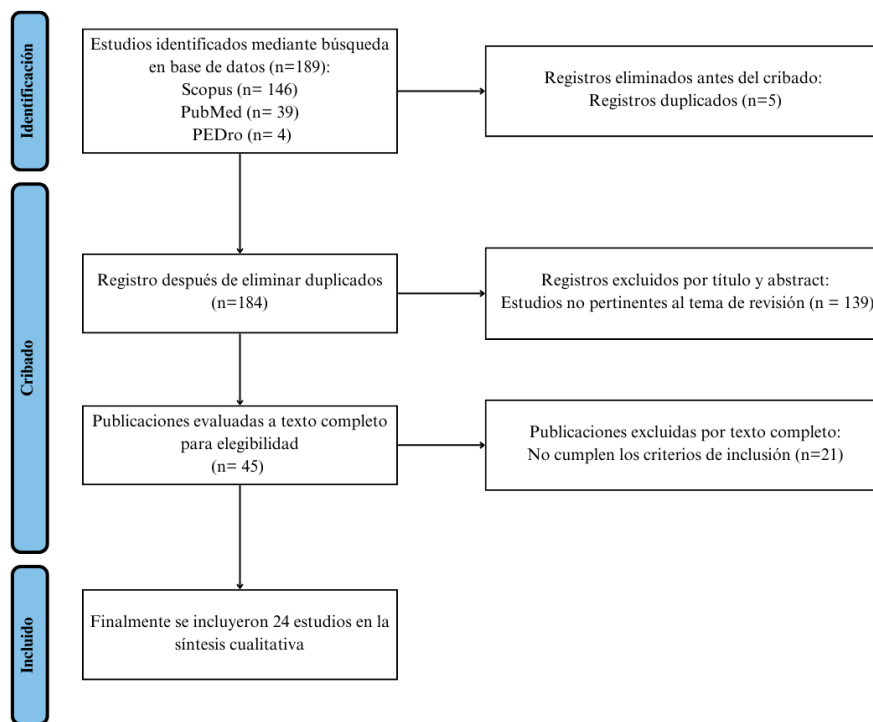 Identificación
Estudios identificados mediante búsqueda
en base de datos (n=189):
Scopus (n= 146)
PubMed (n= 39)
PEDro (n= 4)
Registros eliminados antes del cribado:
Registros duplicados (n=5)
Cribado
Registro después de eliminar duplicados
(n=184)
Registros excluidos por título y abstract:
Estudios no pertinentes al tema de revisión (n = 139)
Publicaciones evaluadas a texto completo
para elegibilidad
(n= 45)
Publicaciones excluidas por texto completo:
No cumplen los criterios de inclusión (n=21)
Incluido
Finalmente se incluyeron 24 estudios en la
síntesis cualitativa